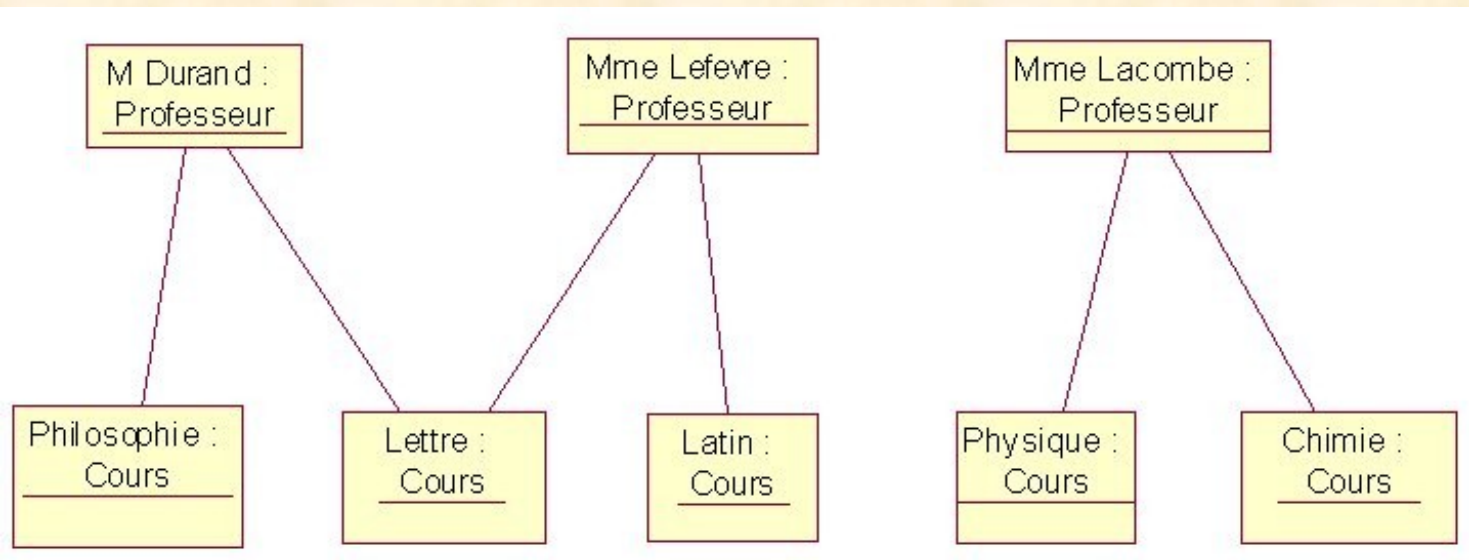 M Durand :
Professeur
Mme Lefevre :
Professeur
Mme Lacombe :
Professeur
Philosophie :
Cours
Lettre :
Cours
Latin :
Cours
Physique :
Cours
Chimie :
Cours